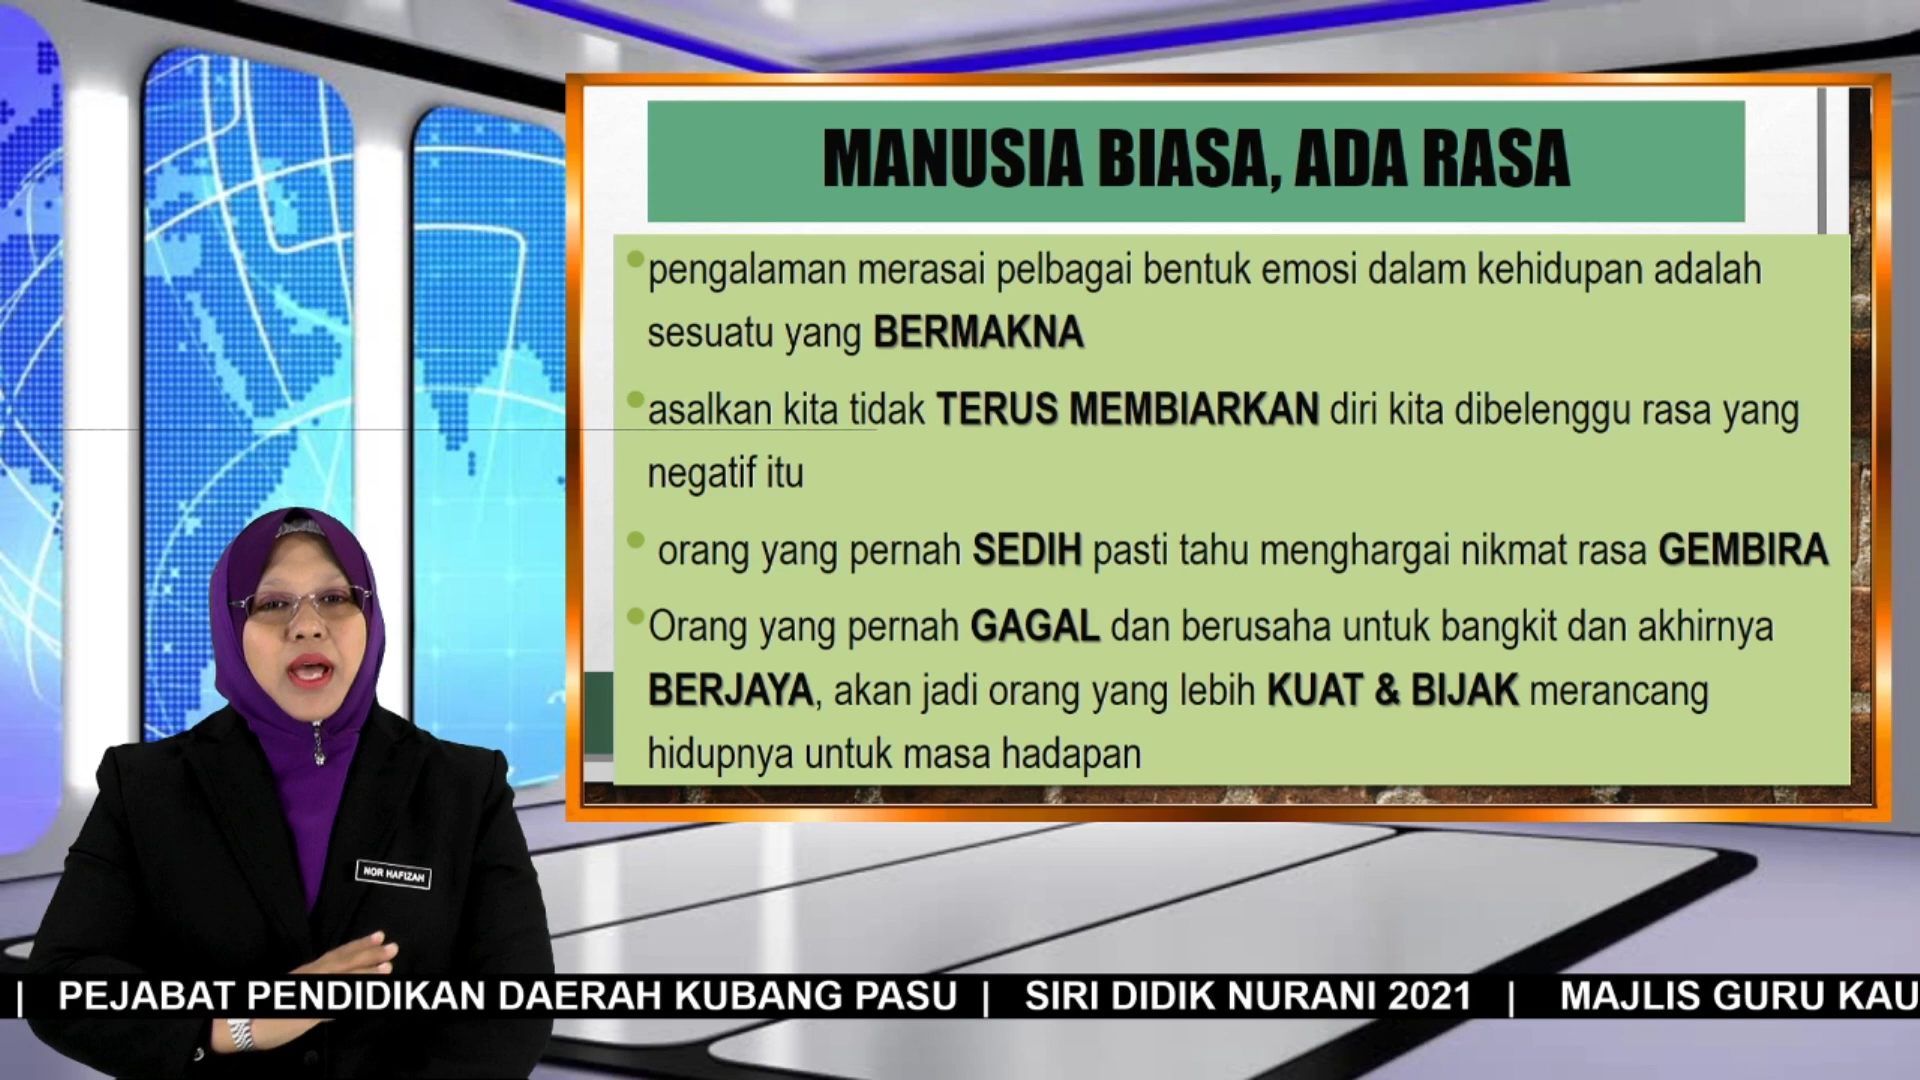 MANUSIA BIASA, ADA RASA
pengalaman merasai pelbagai bentuk emosi dalam kehidupan adalah
sesuatu yang BERMAKNA
asalkan kita tidak TERUS MEMBIARKAN diri kita dibelenggu rasa yang
negatif itu
orang yang pernah SEDIH pasti tahu menghargai nikmat rasa GEMBIRA
Orang yang pernah GAGAL dan berusaha untuk bangkit dan akhirnya
BERJAYA, akan jadi orang yang lebih KUAT & BIJAK merancang
hidupnya untuk masa hadapan
NOR HAFIZAH
| PEJABAT PENDIDIKAN DAERAH KUBANG PASU | SIRI DIDIK NURANI 2021 | MAJLIS GURU KAU